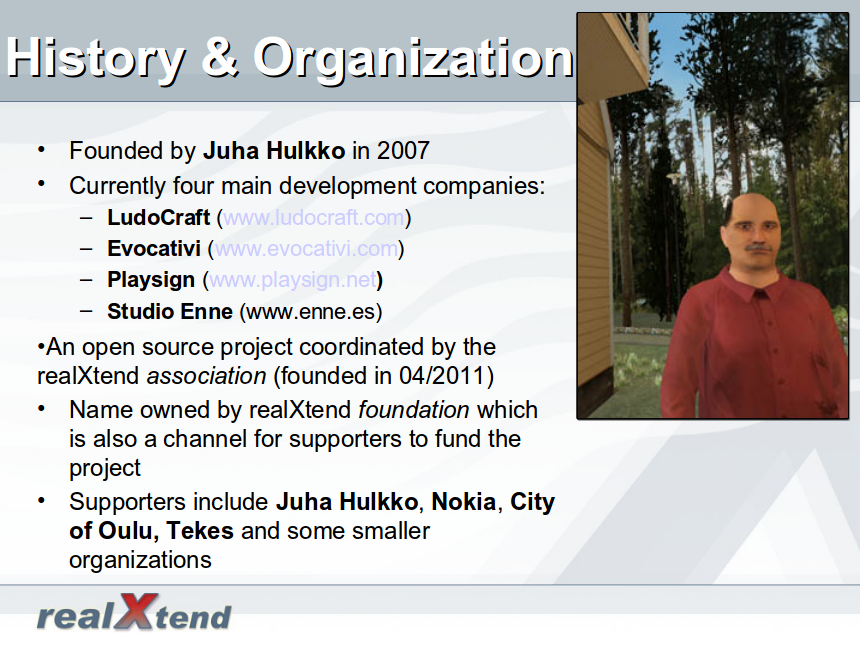 History & Organization
• Founded by Juha Hulkko in 2007
• Currently four main development companies:
– LudoCraft (www.ludocraft.com)
– Evocativi (www.evocativi.com)
– Playsign (www.playsign.net)
– Studio Enne (www.enne.es)
•An open source project coordinated by the
realXtend association (founded in 04/2011)
• Name owned by realXtend foundation which
is also a channel for supporters to fund the
project
• Supporters include Juha Hulkko, Nokia, City
of Oulu, Tekes and some smaller
organizations
realXtend